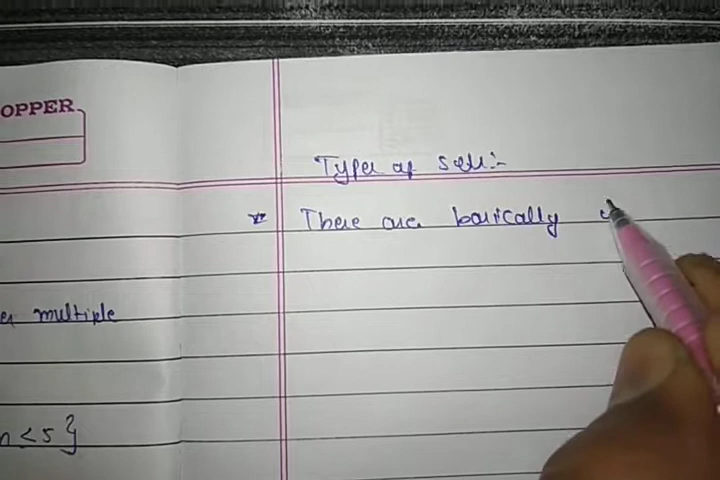 OPPER
Types of sets:-
* There are basically
multiple
n < 5 }